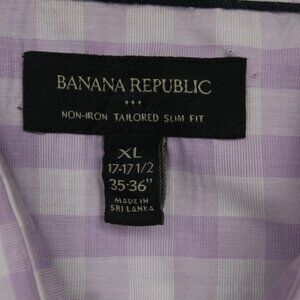 BANANA REPUBLIC
NON-IRON TAILORED SLIM FIT
XL
17-17 1/2
35-36"
MADE IN
SRI LANKA